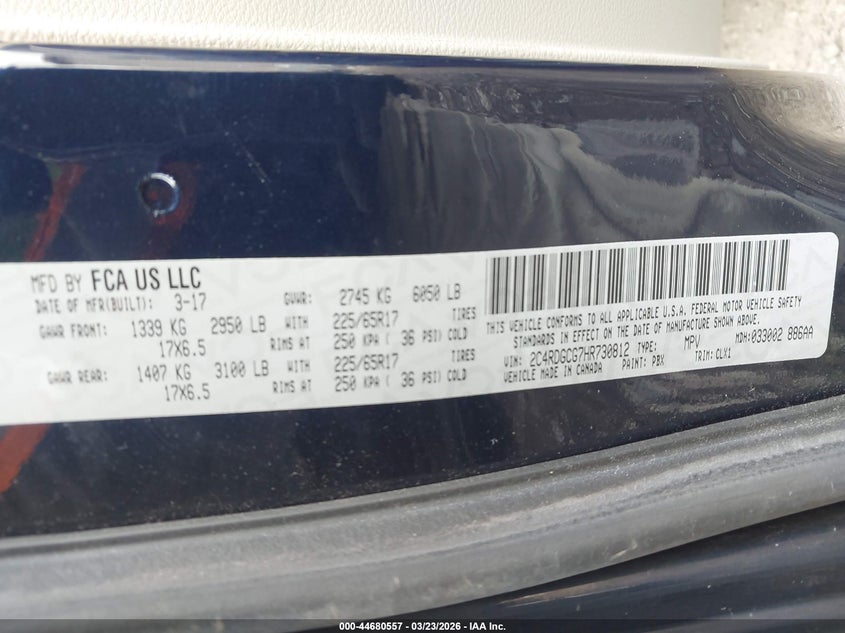 MFD BY FCA US LLC
DATE OF MFR(BUILT): 3-17 GVWR: 2745 KG 6050 LB
GAWR FRONT: 1339 KG 2950 LB WITH 225/65R17 TIRES
17X6.5 RIMS AT 250 KPA ( 36 PSI) COLD
GAWR REAR: 1407 KG 3100 LB WITH 225/65R17 TIRES
17X6.5 RIMS AT 250 KPA ( 36 PSI) COLD
THIS VEHICLE CONFORMS TO ALL APPLICABLE U.S.A. FEDERAL MOTOR VEHICLE SAFETY
STANDARDS IN EFFECT ON THE DATE OF MANUFACTURE SHOWN ABOVE.
VIN: 2C4RDGCG7HR730812 TYPE: MPV MDH:033002 886AA
VEHICLE MADE IN CANADA PAINT: PBX TRIM: CLX1
000-44680557 - 03/23/2026 - IAA Inc.